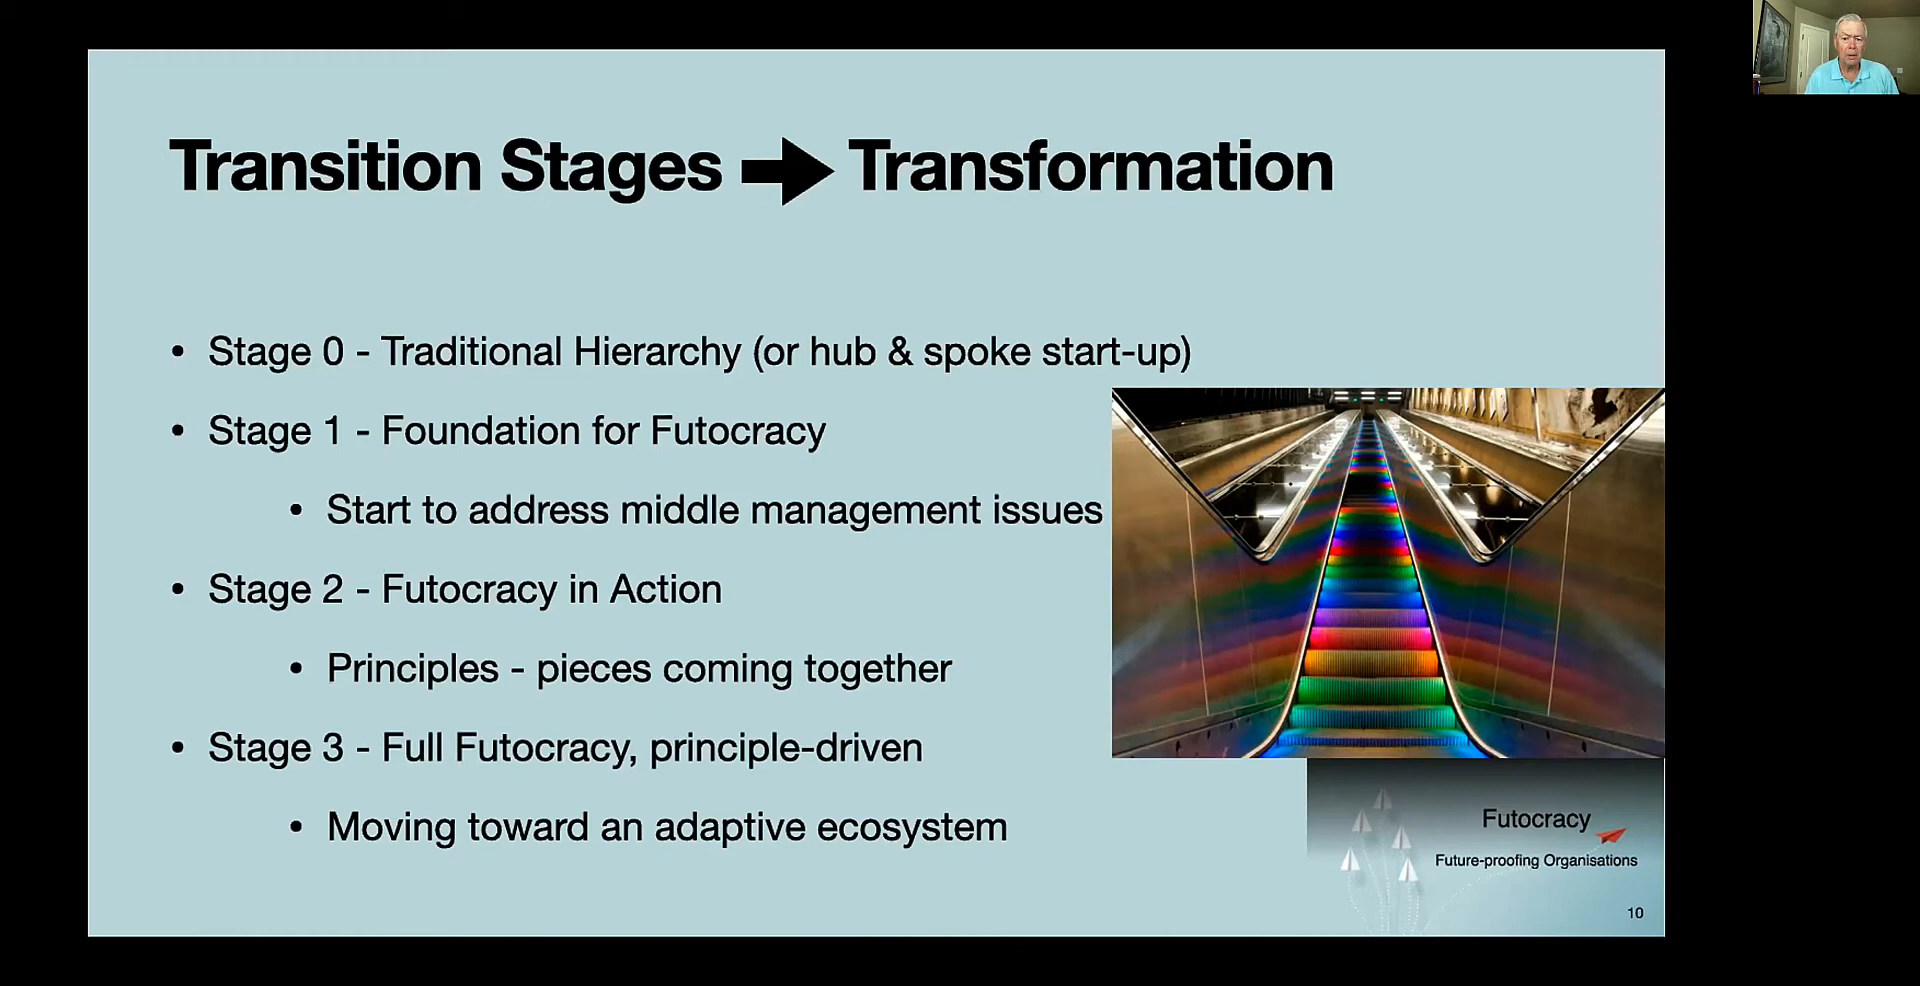 Transition Stages ➡ Transformation
• Stage 0 - Traditional Hierarchy (or hub & spoke start-up)
• Stage 1 - Foundation for Futocracy
• Start to address middle management issues
• Stage 2 - Futocracy in Action
• Principles - pieces coming together
• Stage 3 - Full Futocracy, principle-driven
• Moving toward an adaptive ecosystem
Futocracy
Future-proofing Organisations
10